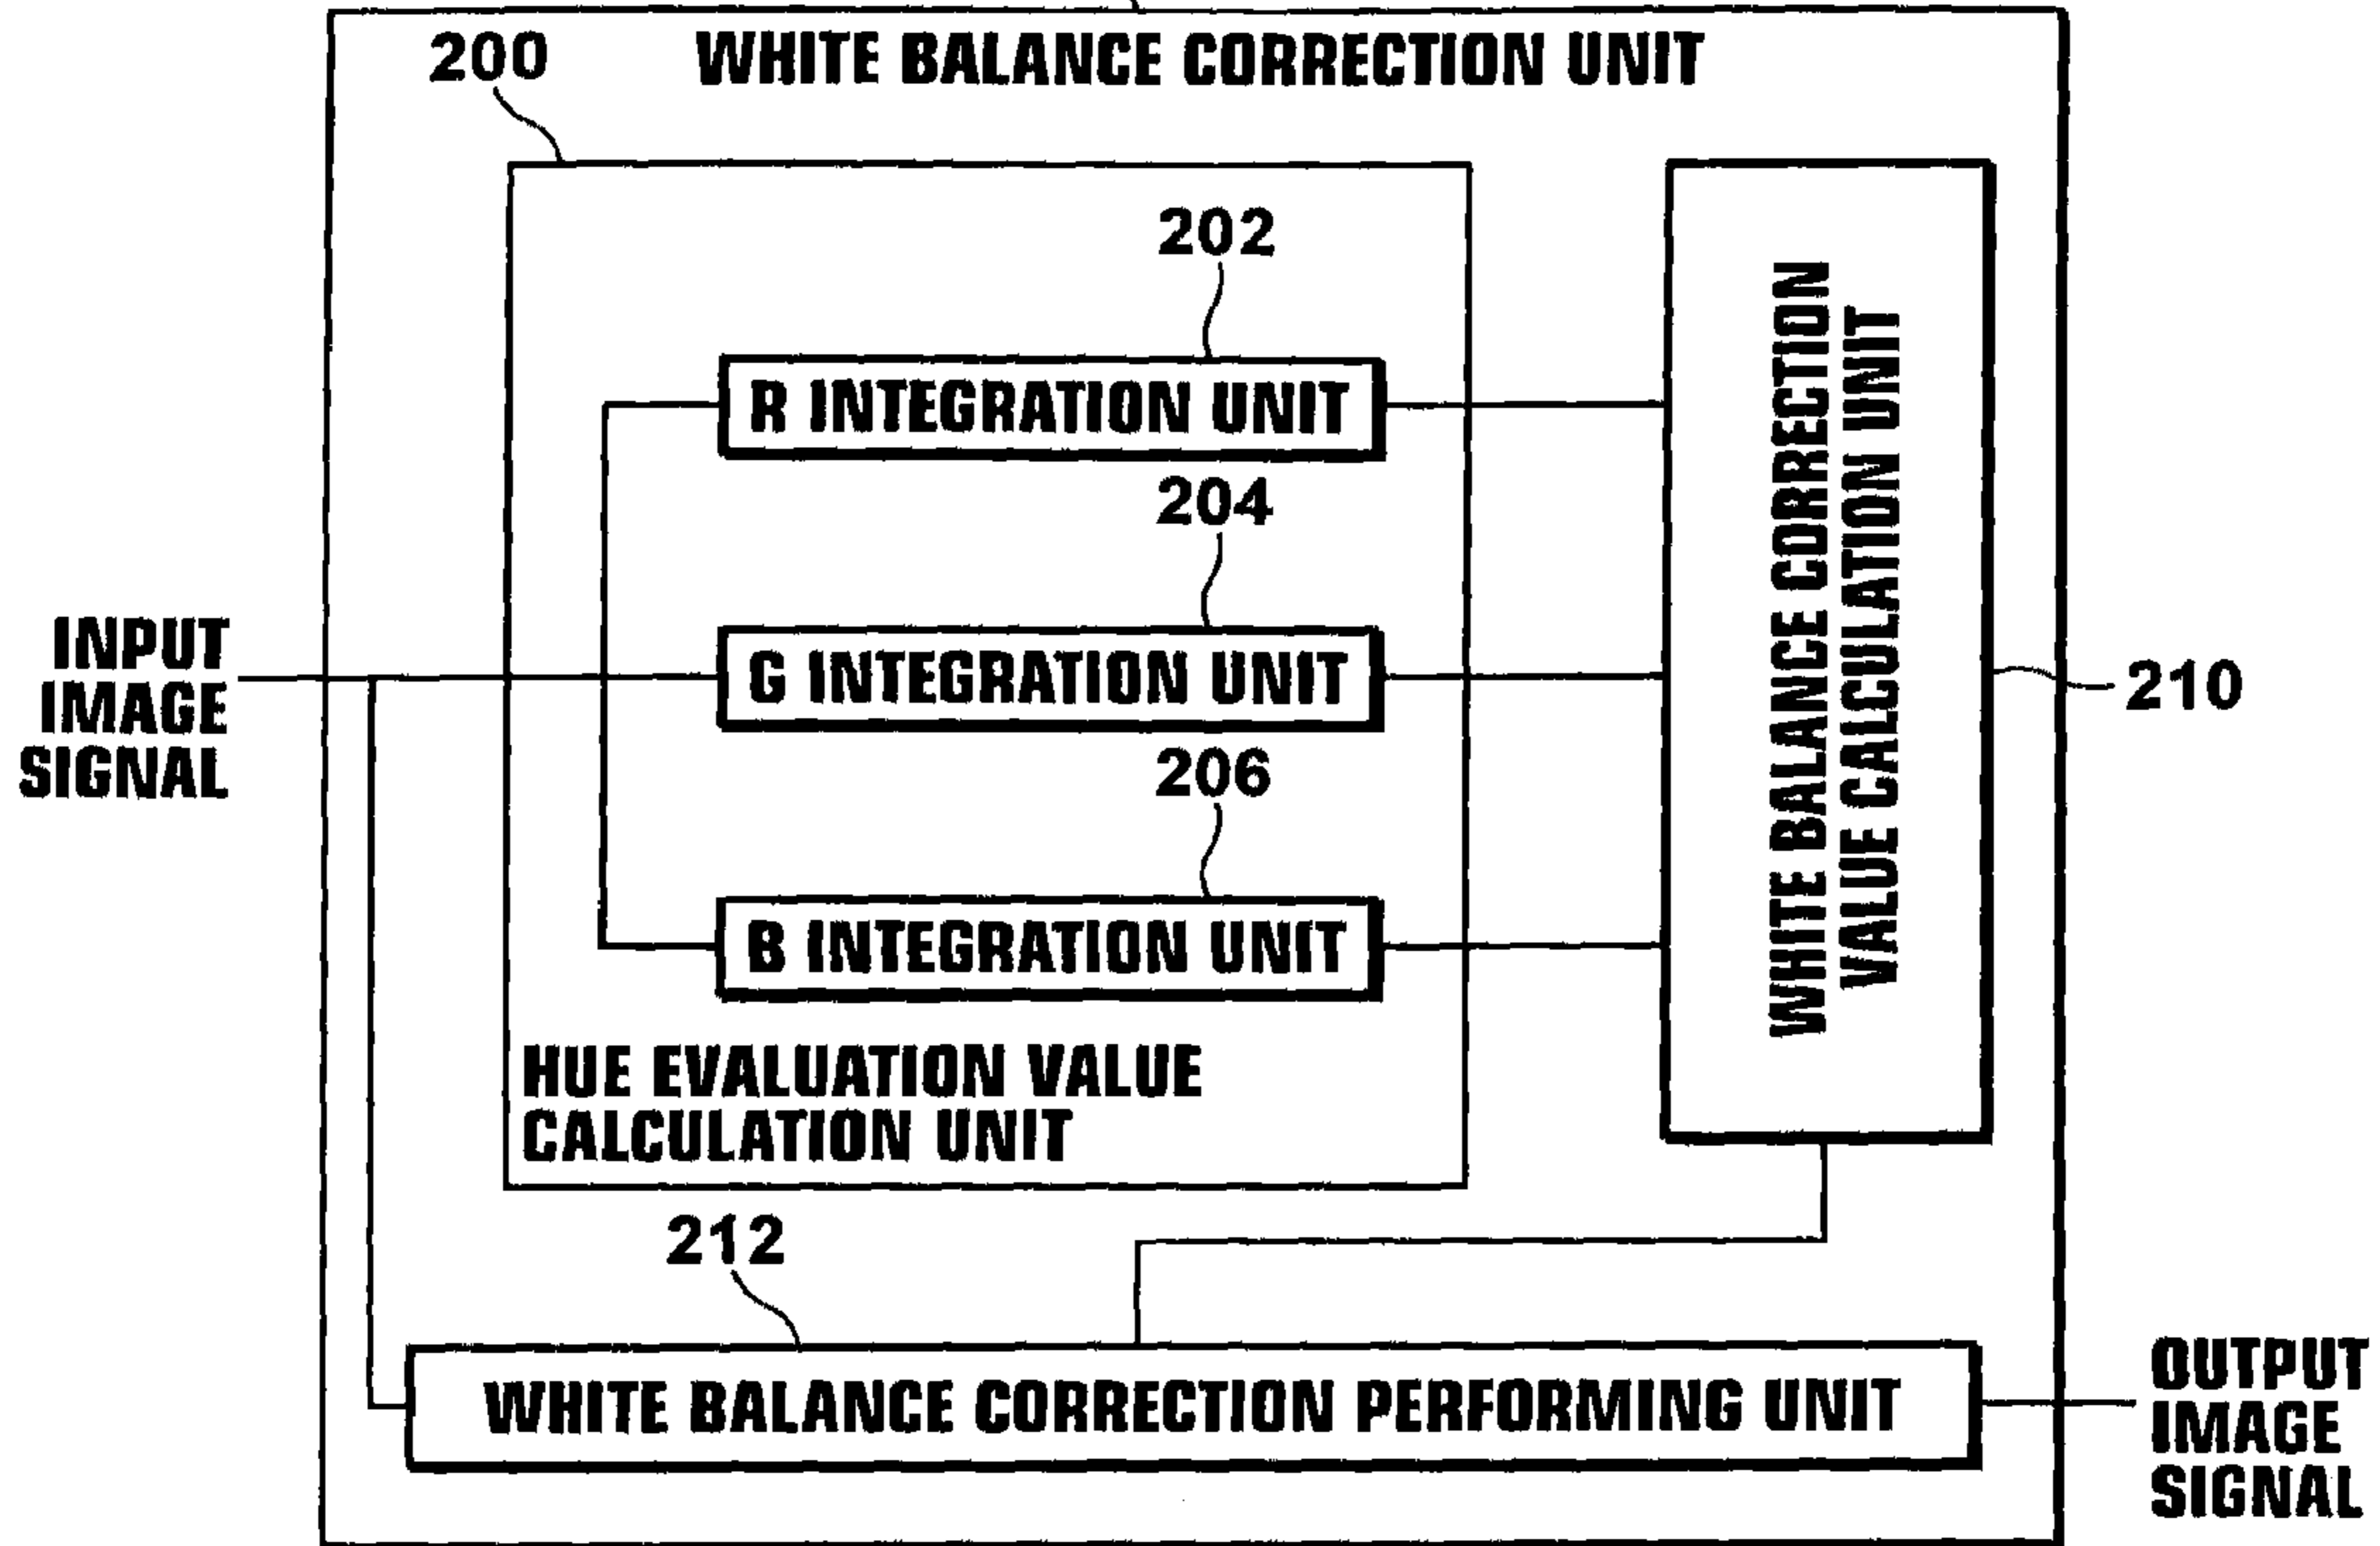 200
WHITE BALANCE CORRECTION UNIT
202
R INTEGRATION UNIT
204
G INTEGRATION UNIT
206
B INTEGRATION UNIT
HUE EVALUATION VALUE
CALCULATION UNIT
WHITE BALANCE CORRECTION
VALUE CALCULATION UNIT
210
INPUT
IMAGE
SIGNAL
212
WHITE BALANCE CORRECTION PERFORMING UNIT
OUTPUT
IMAGE
SIGNAL